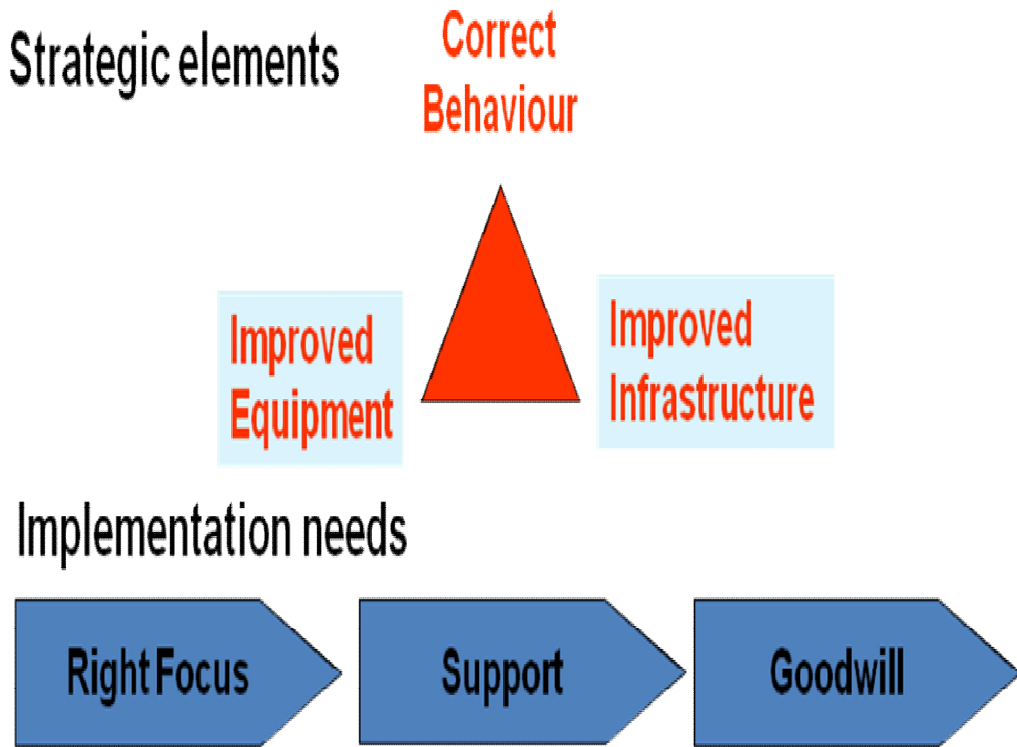 Strategic elements
Correct
Behaviour
Improved
Equipment
Improved
Infrastructure
Implementation needs
Right Focus
Support
Goodwill